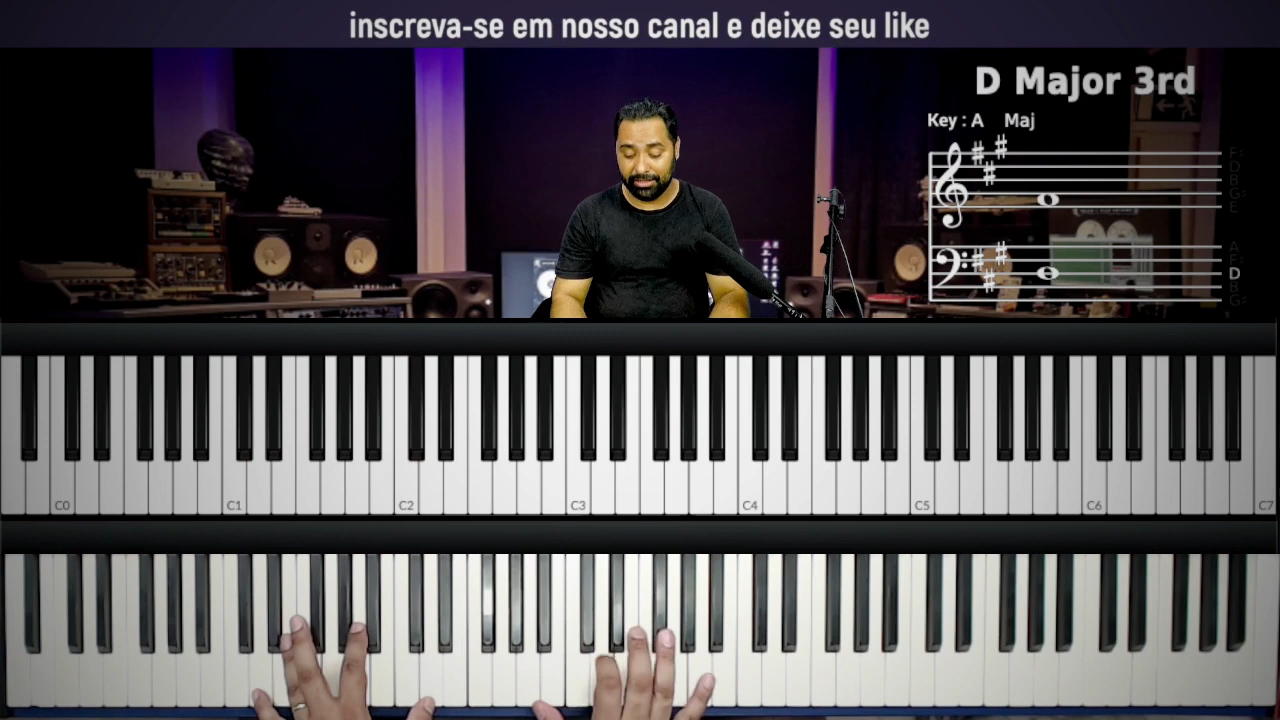 inscreva-se em nosso canal e deixe seu like
D Major 3rd
Key : A Maj
D
C0 C1 C2 C3 C4 C5 C6 C7